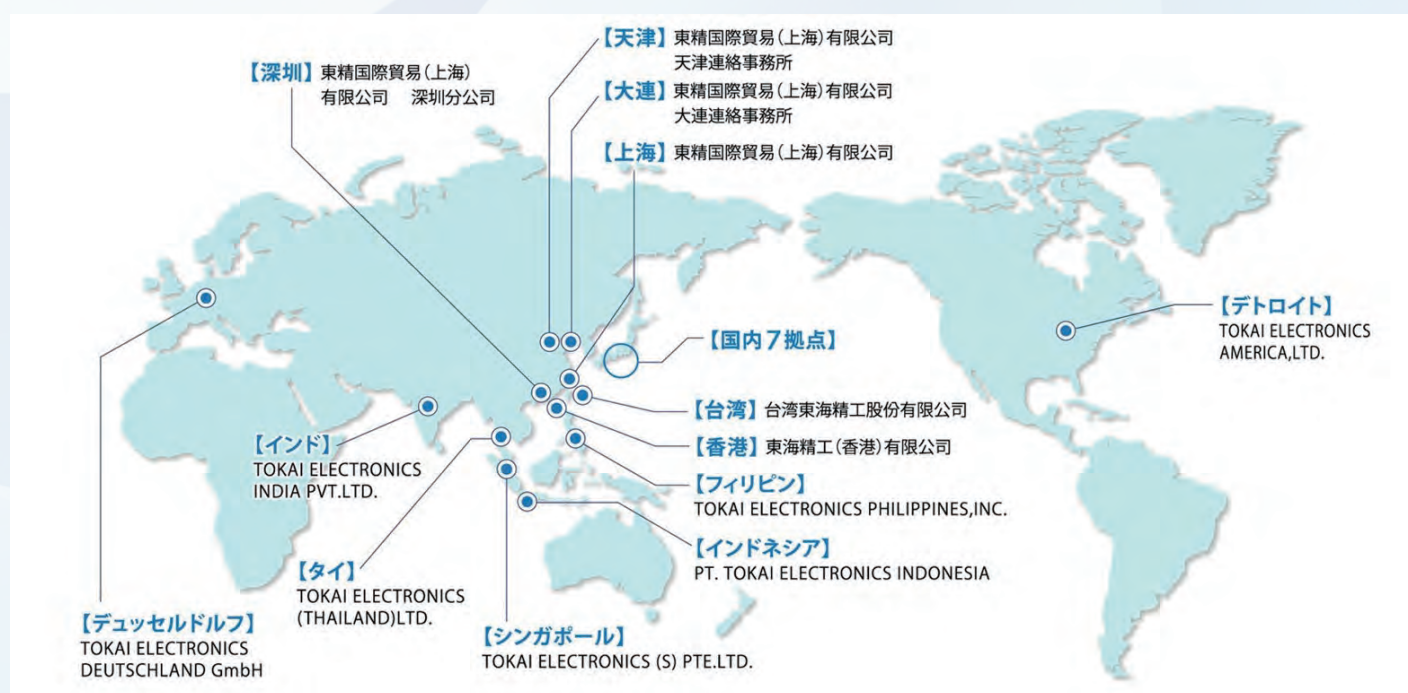 【天津】東精国際貿易(上海)有限公司
天津連絡事務所
【深圳】東精国際貿易(上海)
有限公司 深圳分公司
【大連】東精国際貿易(上海)有限公司
大連連絡事務所
【上海】東精国際貿易(上海)有限公司
【デトロイト】
TOKAI ELECTRONICS
AMERICA,LTD.
【国内7拠点】
【台湾】台湾東海精工股份有限公司
【香港】東海精工(香港)有限公司
【インド】
TOKAI ELECTRONICS
INDIA PVT.LTD.
【フィリピン】
TOKAI ELECTRONICS PHILIPPINES,INC.
【インドネシア】
PT. TOKAI ELECTRONICS INDONESIA
【タイ】
TOKAI ELECTRONICS
(THAILAND)LTD.
【デュッセルドルフ】
TOKAI ELECTRONICS
DEUTSCHLAND GmbH
【シンガポール】
TOKAI ELECTRONICS (S) PTE.LTD.